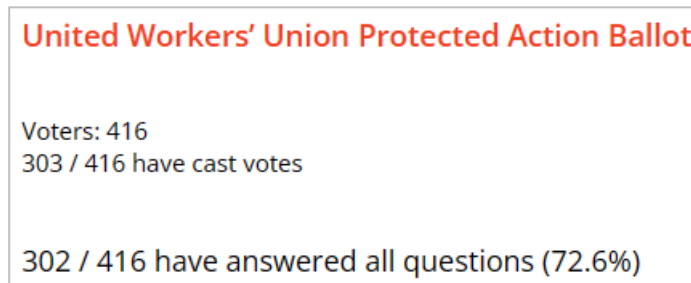 United Workers’ Union Protected Action Ballot
Voters: 416
303 / 416 have cast votes
302 / 416 have answered all questions (72.6%)